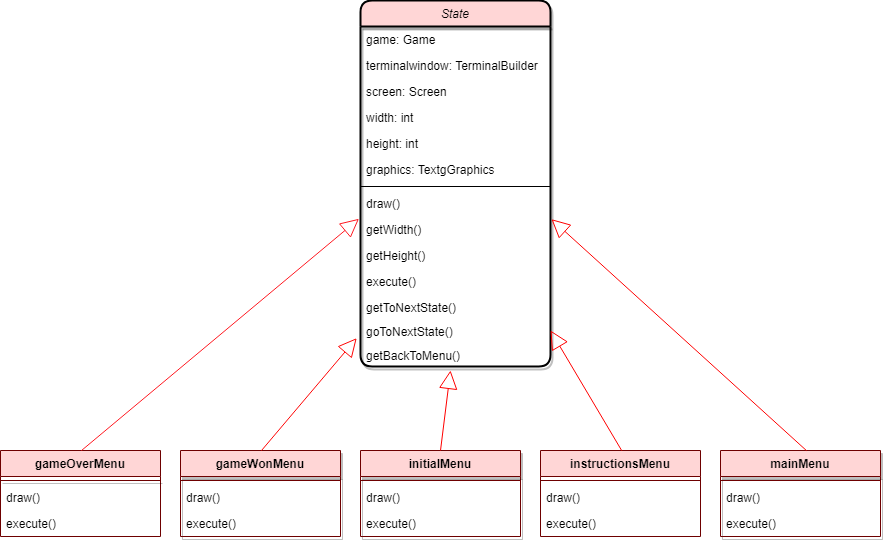 State
game: Game
terminalwindow: TerminalBuilder
screen: Screen
width: int
height: int
graphics: TextgGraphics
draw()
getWidth()
getHeight()
execute()
getToNextState()
goToNextState()
getBackToMenu()
gameOverMenu
draw()
execute()
gameWonMenu
draw()
execute()
initialMenu
draw()
execute()
instructionsMenu
draw()
execute()
mainMenu
draw()
execute()